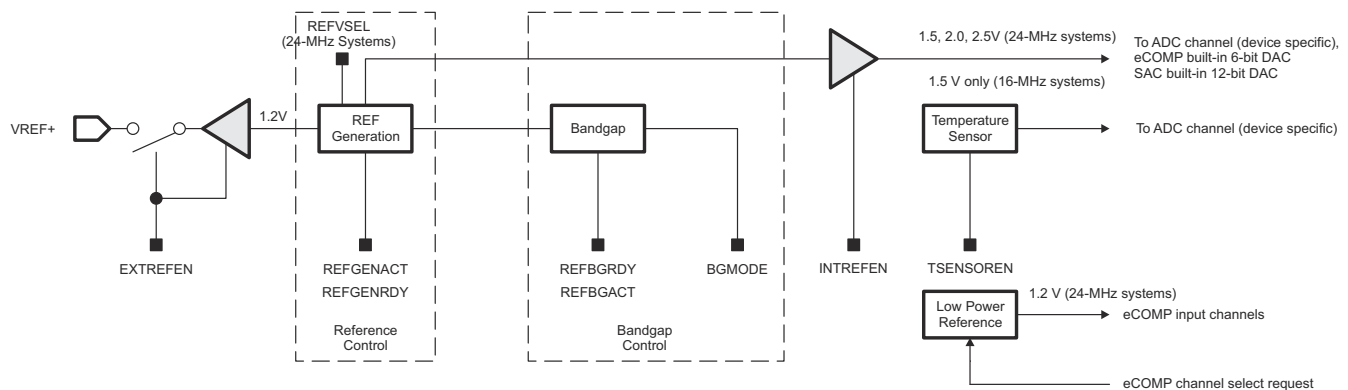 REFVSEL
(24-MHz Systems)
1.5, 2.0, 2.5V (24-MHz systems)
To ADC channel (device specific),
eCOMP built-in 6-bit DAC
SAC built-in 12-bit DAC
1.5 V only (16-MHz systems)
VREF+
1.2V
REF
Generation
Bandgap
Temperature
Sensor
To ADC channel (device specific)
EXTREFEN
REFGENACT
REFGENRDY
REFBGRDY
REFBGACT
BGMODE
INTREFEN
TSENSOREN
Reference
Control
Bandgap
Control
Low Power
Reference
1.2 V (24-MHz systems)
eCOMP input channels
eCOMP channel select request